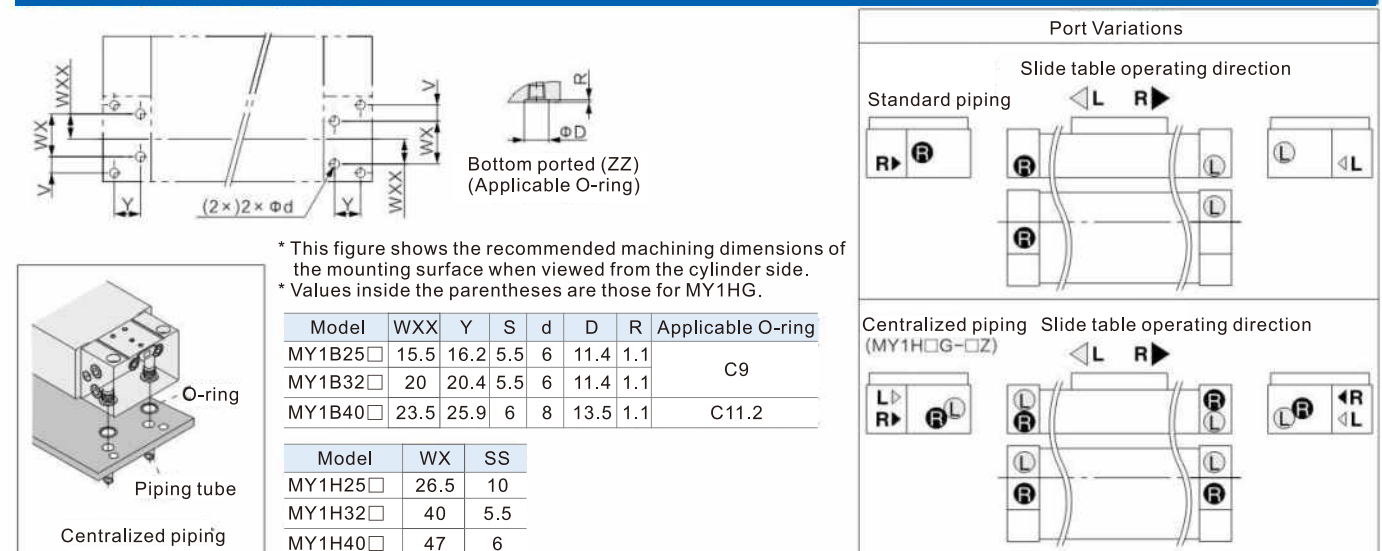 WXX
WX
V
Y
(2×)2× Φd
Y
V
WX
WXX
R
ΦD
Bottom ported (ZZ)
(Applicable O-ring)
* This figure shows the recommended machining dimensions of
the mounting surface when viewed from the cylinder side.
* Values inside the parentheses are those for MY1HG.
Model WXX Y S d D R Applicable O-ring
MY1B25□ 15.5 16.2 5.5 6 11.4 1.1 C9
MY1B32□ 20 20.4 5.5 6 11.4 1.1
MY1B40□ 23.5 25.9 6 8 13.5 1.1 C11.2
Model WX SS
MY1H25□ 26.5 10
MY1H32□ 40 5.5
MY1H40□ 47 6
O-ring
Piping tube
Centralized piping
Port Variations
Slide table operating direction
Standard piping ◁L R▶
R▶ R R L L ◁L
L
R
Centralized piping Slide table operating direction
(MY1H□G-□Z) ◁L R▶
L▷ R L L R L R ◀R
R▶ R L ◁L
L L
R R